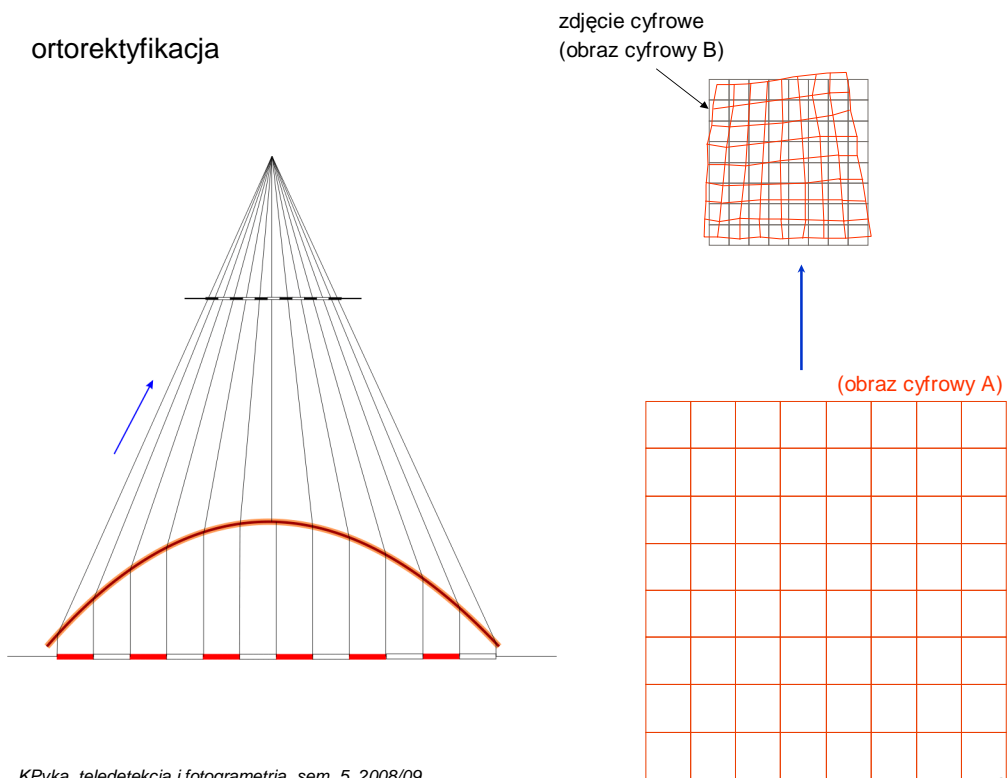 ortorektyfikacja
zdjęcie cyfrowe
(obraz cyfrowy B)
(obraz cyfrowy A)
KPyka, teledetekcja i fotogrametria, sem. 5, 2008/09